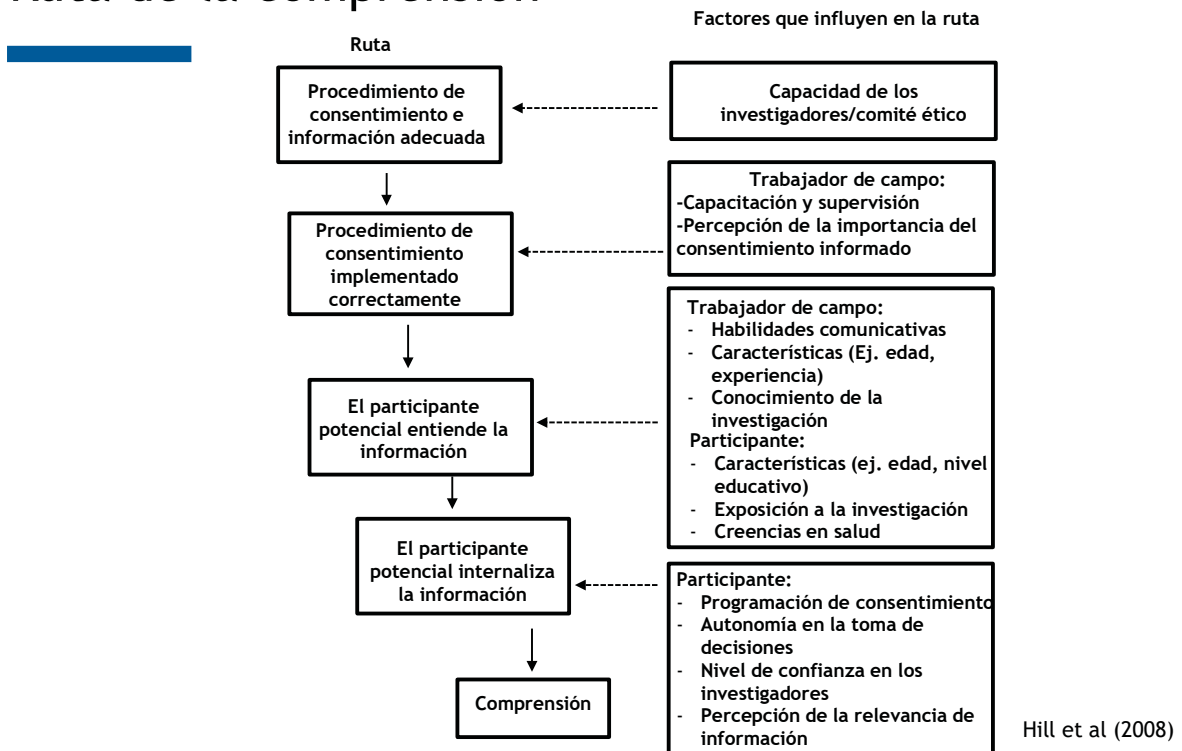 Ruta de la comprensión
Factores que influyen en la ruta
Ruta
Procedimiento de
consentimiento e
información adecuada
Capacidad de los
investigadores/comité ético
Procedimiento de
consentimiento
implementado
correctamente
Trabajador de campo:
-Capacitación y supervisión
-Percepción de la importancia del
consentimiento informado
El participante
potencial entiende la
información
Trabajador de campo:
- Habilidades comunicativas
- Características (Ej. edad,
experiencia)
- Conocimiento de la
investigación
Participante:
- Características (ej. edad, nivel
educativo)
- Exposición a la investigación
- Creencias en salud
El participante
potencial internaliza
la información
Participante:
- Programación de consentimiento
- Autonomía en la toma de
decisiones
- Nivel de confianza en los
investigadores
- Percepción de la relevancia de
información
Comprensión
Hill et al (2008)